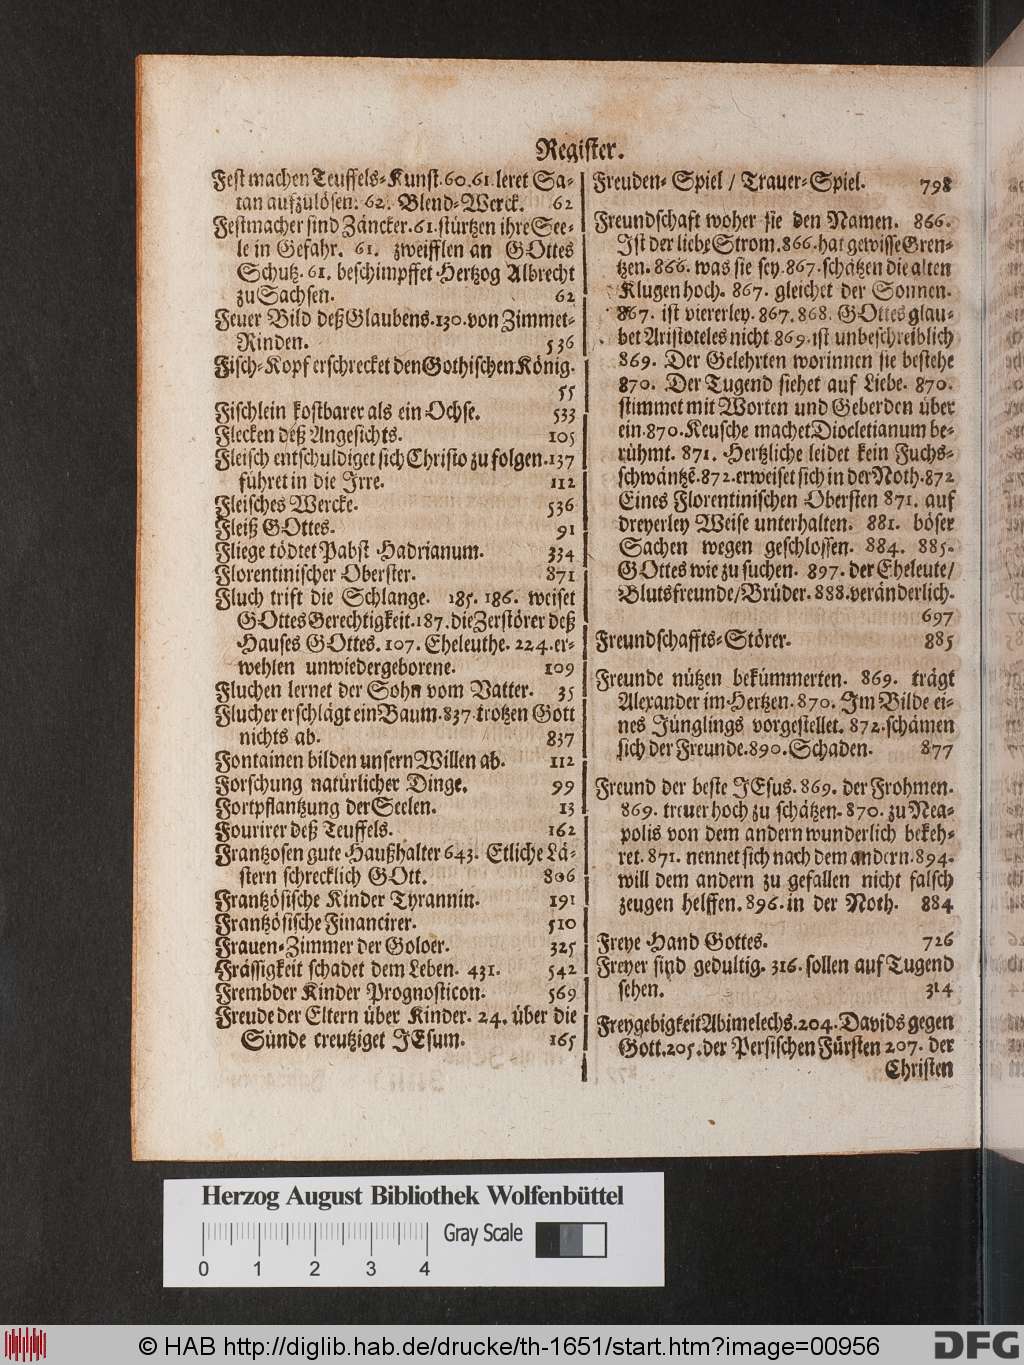 Register.
Fest machen Teuffels-Kunst. 60. 61. leret Sa-
tan aufzulösen. 62. Blend-Werck. 62
Festmacher sind Zäncker. 61. stürtzen ihre See-
le in Gefahr. 61. zweifflen an GOttes
Schutz. 61. beschimpffet Hertzog Albrecht
zu Sachsen. 62
Feuer Bild deß Glaubens. 130. von Zimmet-
Rinden. 536
Fisch-Kopf erschrecket den Gothischen König.
55
Fischlein kostbarer als ein Ochse. 533
Flecken deß Angesichts. 105
Fleisch entschuldiget sich Christo zu folgen. 137
führet in die Irre. 112
Fleisches Wercke. 536
Fleiß GOttes. 91
Fliege tödtet Pabst Hadrianum. 334
Florentinischer Oberster. 871
Fluch trift die Schlange. 185. 186. weiset
GOttes Gerechtigkeit. 187. die Zerstörer deß
Hauses GOttes. 107. Eheleuthe. 224. er-
wehlen unwiedergeborene. 109
Fluchen lernet der Sohn vom Vatter. 35
Flucher erschlägt ein Baum. 837. trotzen Gott
nichts ab. 837
Fontainen bilden unsern Willen ab. 112
Forschung natürlicher Dinge. 99
Fortpflantzung der Seelen. 13
Fourirer deß Teuffels. 162
Frantzosen gute Haußhalter 643. Etliche Lä-
stern schrecklich GOtt. 806
Frantzösische Kinder Tyrannin. 191
Frantzösische Financirer. 510
Frauen-Zimmer der Goloer. 325
Frässigkeit schadet dem Leben. 431. 542
Frembder Kinder Prognosticon. 569
Freude der Eltern über Kinder. 24. über die
Sünde creutziget JEsum. 165
Freuden-Spiel / Trauer-Spiel. 798
Freundschaft woher sie den Namen. 866.
Ist der liebe Strom. 866. hat gewisse Gren-
tzen. 866. was sie sey. 867. schätzen die alten
Klugen hoch. 867. gleichet der Sonnen.
867. ist viererley. 867. 868. GOttes glau-
bet Aristoteles nicht 869. ist unbeschreiblich
869. Der Gelehrten worinnen sie bestehe
870. Der Tugend siehet auf Liebe. 870.
stimmet mit Worten und Geberden über
ein. 870. Keusche machet Diocletianum be-
rühmt. 871. Hertzliche leidet kein Fuchs-
schwäntzẽ. 872. erweiset sich in der Noth. 872
Eines Florentinischen Obersten 871. auf
dreyerley Weise unterhalten. 881. böser
Sachen wegen geschlossen. 884. 885.
GOttes wie zu suchen. 897. der Eheleute/
Blutsfreunde/Brüder. 888. veränderlich.
697
Freundschaffts-Störer. 885
Freunde nützen bekümmerten. 869. trägt
Alexander im Hertzen. 870. Im Bilde ei-
nes Jünglings vorgestellet. 872. schämen
sich der Freunde. 890. Schaden. 877
Freund der beste JEsus. 869. der Frohmen.
869. treuer hoch zu schätzen. 870. zu Nea-
polis von dem andern wunderlich bekeh-
ret. 871. nennet sich nach dem andern. 894.
will dem andern zu gefallen nicht falsch
zeugen helffen. 896. in der Noth. 884
Freye Hand Gottes. 726
Freyer sind gedultig. 316. sollen auf Tugend
sehen. 314
Freygebigkeit Abimelechs. 204. Davids gegen
Gott. 205. der Persischen Fürsten 207. der
Christen
Herzog August Bibliothek Wolfenbüttel
Gray Scale
0 1 2 3 4
© HAB http://diglib.hab.de/drucke/th-1651/start.htm?image=00956
DFG